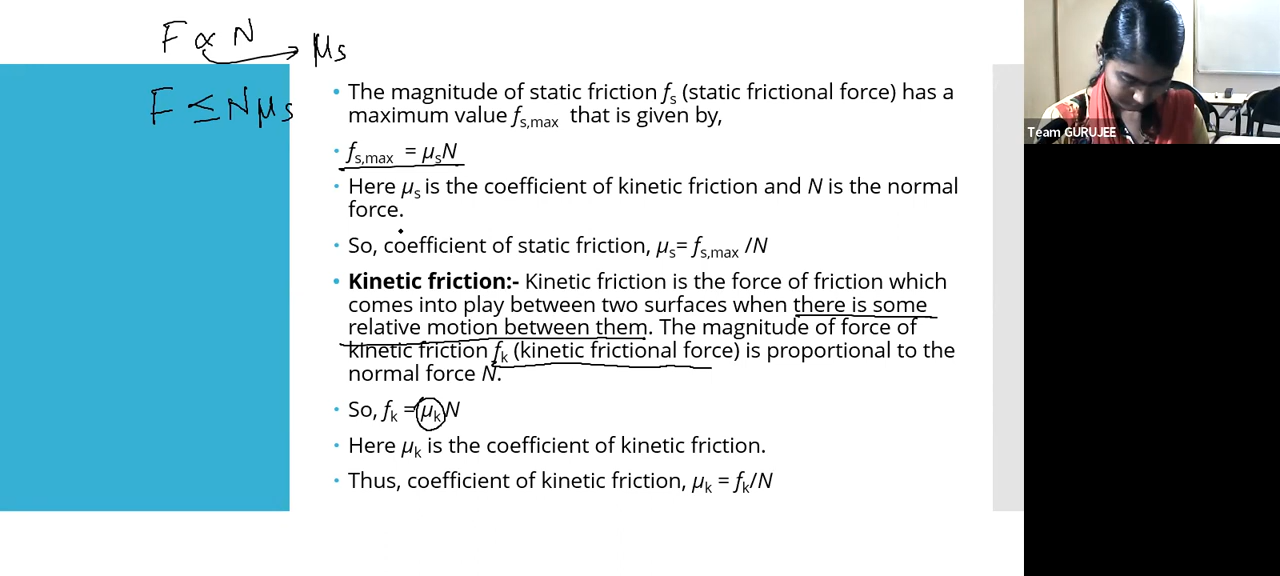 F ∝ N → μs
F ≤ Nμs
• The magnitude of static friction fs (static frictional force) has a
maximum value fs,max that is given by,
• fs,max = μsN
• Here μs is the coefficient of kinetic friction and N is the normal
force.
• So, coefficient of static friction, μs= fs,max /N
• Kinetic friction:- Kinetic friction is the force of friction which
comes into play between two surfaces when there is some
relative motion between them. The magnitude of force of
kinetic friction fk (kinetic frictional force) is proportional to the
normal force N.
• So, fk =μkN
• Here μk is the coefficient of kinetic friction.
• Thus, coefficient of kinetic friction, μk = fk/N
Team GURUJEE